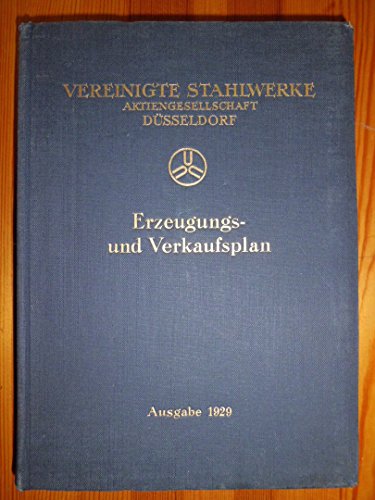 VEREINIGTE STAHLWERKE
AKTIENGESELLSCHAFT
DÜSSELDORF
Erzeugungs-
und Verkaufsplan
Ausgabe 1929